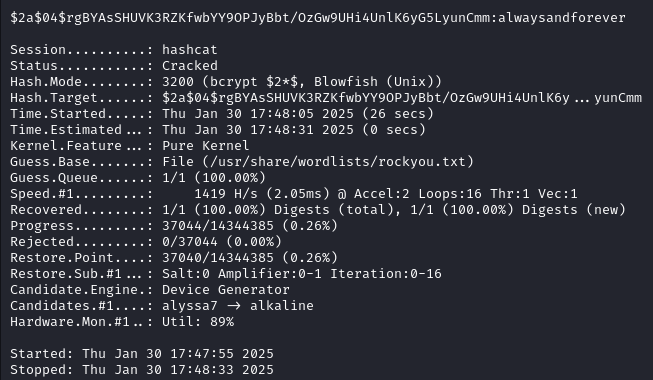 $2a$04$rgBYAsSHUVK3RZKfwbYY9OPJyBbt/OzGw9UHi4UnlK6yG5LyunCmm:alwaysandforever
Session..........: hashcat
Status...........: Cracked
Hash.Mode........: 3200 (bcrypt $2*$, Blowfish (Unix))
Hash.Target......: $2a$04$rgBYAsSHUVK3RZKfwbYY9OPJyBbt/OzGw9UHi4UnlK6y...yunCmm
Time.Started.....: Thu Jan 30 17:48:05 2025 (26 secs)
Time.Estimated...: Thu Jan 30 17:48:31 2025 (0 secs)
Kernel.Feature...: Pure Kernel
Guess.Base.......: File (/usr/share/wordlists/rockyou.txt)
Guess.Queue......: 1/1 (100.00%)
Speed.#1.........:     1419 H/s (2.05ms) @ Accel:2 Loops:16 Thr:1 Vec:1
Recovered........: 1/1 (100.00%) Digests (total), 1/1 (100.00%) Digests (new)
Progress.........: 37044/14344385 (0.26%)
Rejected.........: 0/37044 (0.00%)
Restore.Point....: 37040/14344385 (0.26%)
Restore.Sub.#1...: Salt:0 Amplifier:0-1 Iteration:0-16
Candidate.Engine.: Device Generator
Candidates.#1....: alyssa7 -> alkaline
Hardware.Mon.#1..: Util: 89%
Started: Thu Jan 30 17:47:55 2025
Stopped: Thu Jan 30 17:48:33 2025